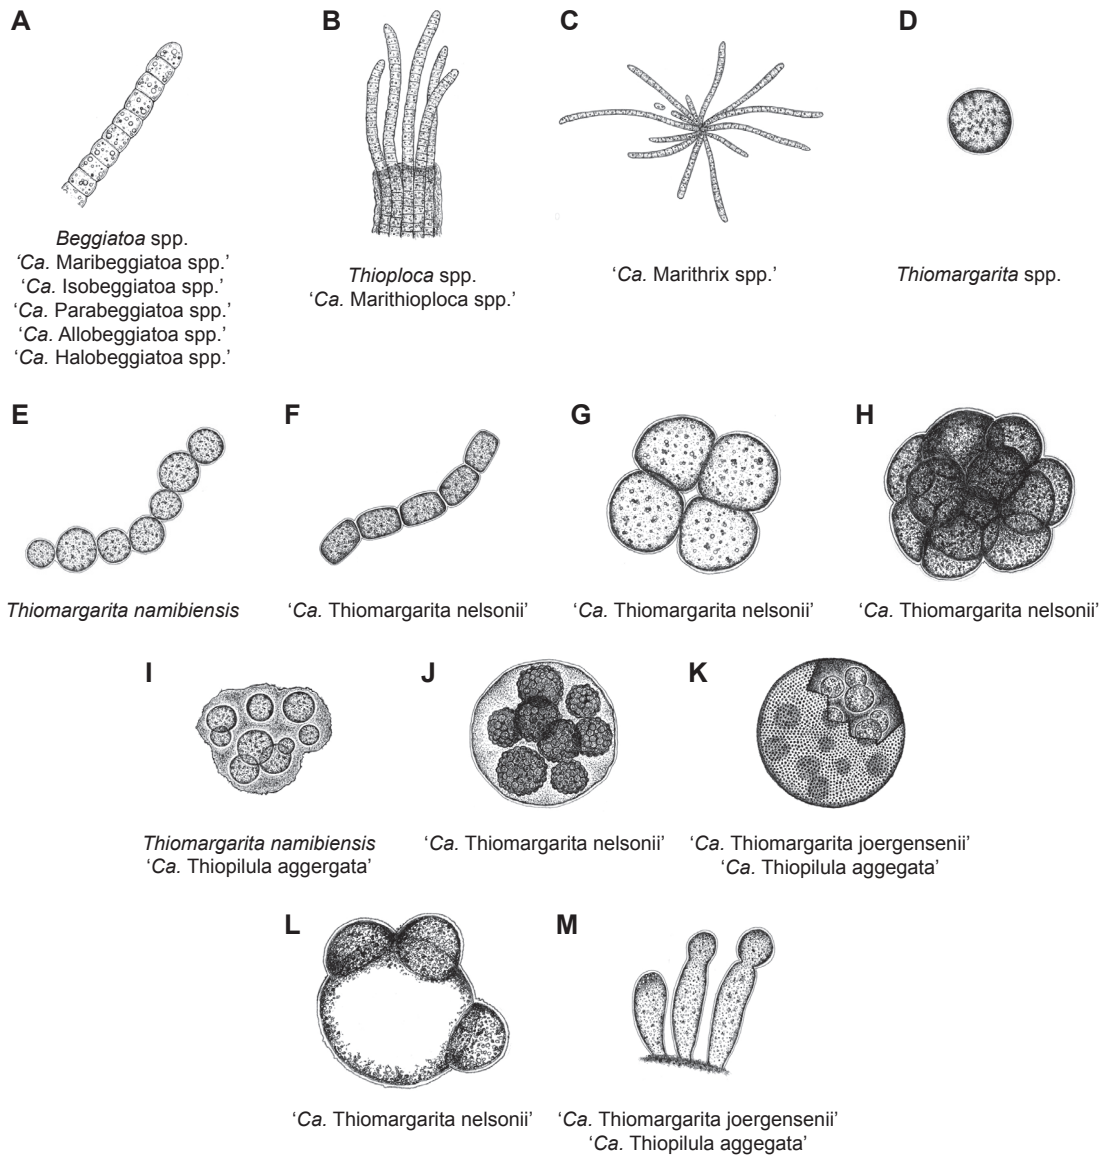 A
B
C
D
Beggiatoa spp.
‘Ca. Maribeggiatoa spp.’
‘Ca. Isobeggiatoa spp.’
‘Ca. Parabeggiatoa spp.’
‘Ca. Allobeggiatoa spp.’
‘Ca. Halobeggiatoa spp.’
Thioploca spp.
‘Ca. Marithioploca spp.’
‘Ca. Marithrix spp.’
Thiomargarita spp.
E
F
G
H
Thiomargarita namibiensis
‘Ca. Thiomargarita nelsonii’
‘Ca. Thiomargarita nelsonii’
‘Ca. Thiomargarita nelsonii’
I
J
K
Thiomargarita namibiensis
‘Ca. Thiopilula aggergata’
‘Ca. Thiomargarita nelsonii’
‘Ca. Thiomargarita joergensenii’
‘Ca. Thiopilula aggegata’
L
M
‘Ca. Thiomargarita nelsonii’
‘Ca. Thiomargarita joergensenii’
‘Ca. Thiopilula aggegata’